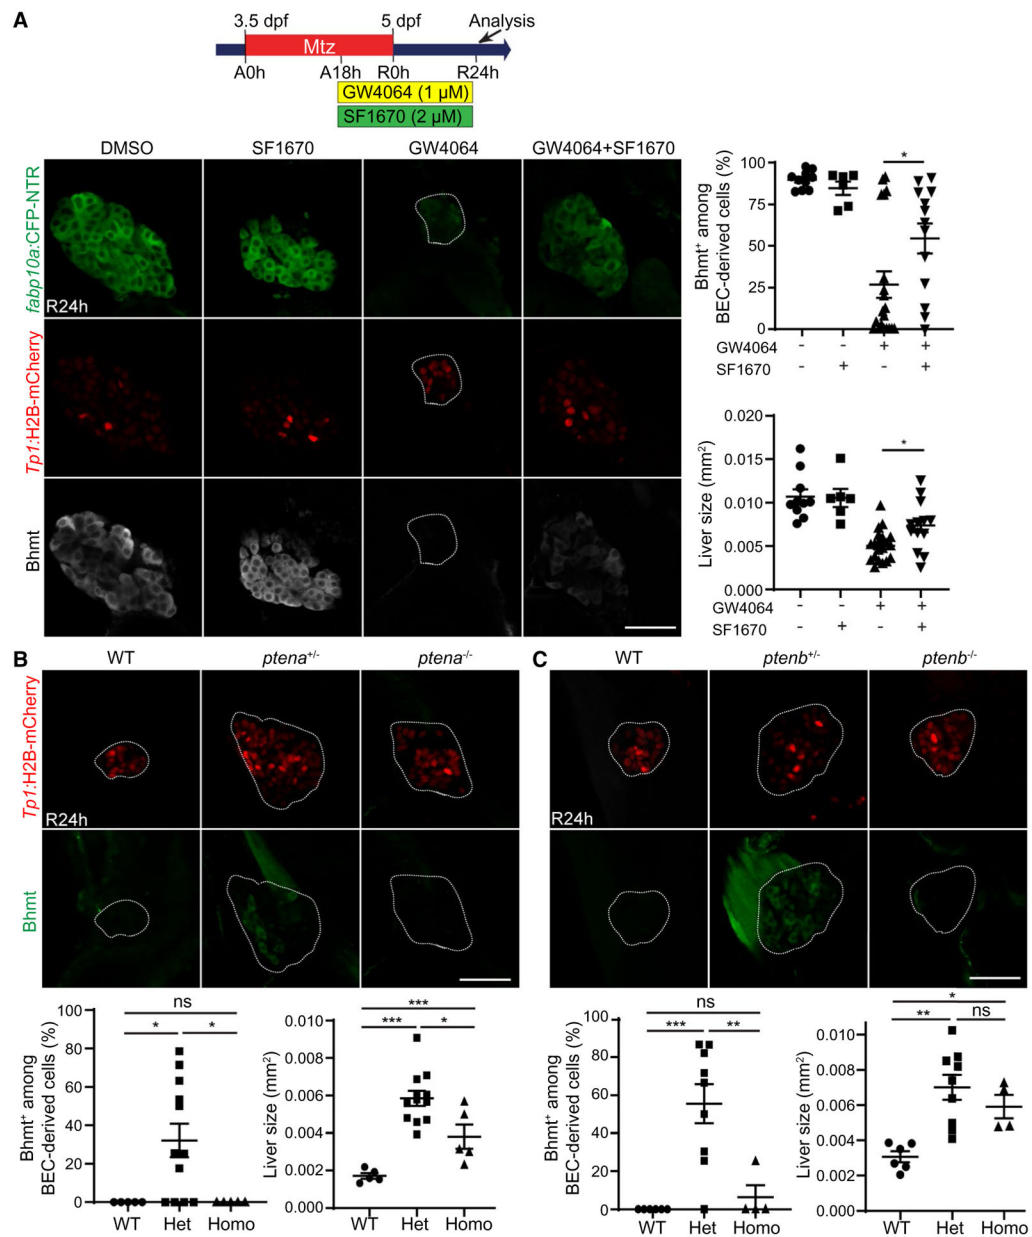 A
3.5 dpf 5 dpf Analysis
Mtz
A0h A18h R0h R24h
GW4064 (1 µM)
SF1670 (2 µM)
DMSO SF1670 GW4064 GW4064+SF1670
fabp10a:CFP-NTR
R24h
Tp1:H2B-mCherry
Bhmt
Bhmt+ among
BEC-derived cells (%)
100
75
50
25
0
*
GW4064 - - + +
SF1670 - + - +
Liver size (mm2)
0.020
0.015
0.010
0.005
0.000
*
GW4064 - - + +
SF1670 - + - +
B
WT ptena+/- ptena-/-
Tp1:H2B-mCherry
R24h
Bhmt
Bhmt+ among
BEC-derived cells (%)
100
80
60
40
20
0
ns
* *
WT Het Homo
Liver size (mm2)
0.010
0.008
0.006
0.004
0.002
0.000
***
*** *
WT Het Homo
C
WT ptenb+/- ptenb-/-
Tp1:H2B-mCherry
R24h
Bhmt
Bhmt+ among
BEC-derived cells (%)
100
80
60
40
20
0
ns
*** **
WT Het Homo
Liver size (mm2)
0.010
0.008
0.006
0.004
0.002
0.000
*
** ns
WT Het Homo